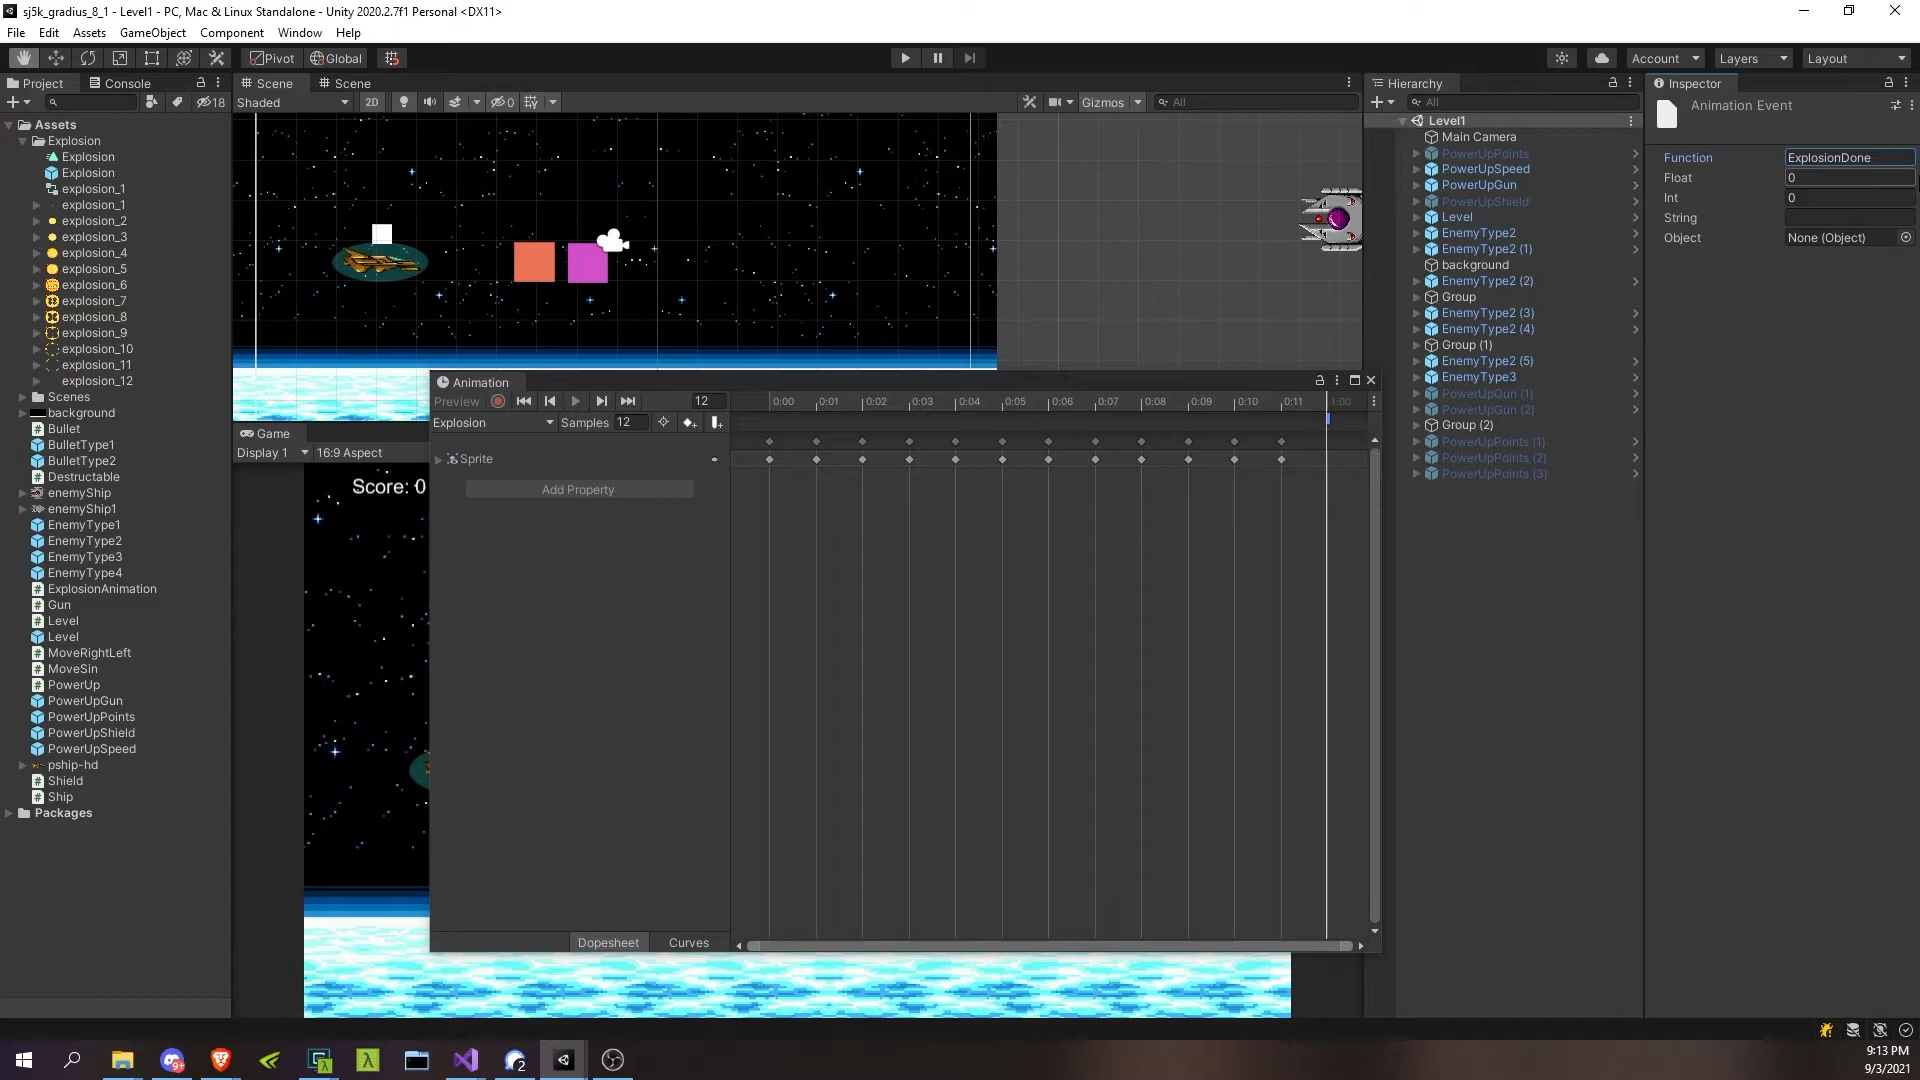 sj5k_gradius_8_1 - Level1 - PC, Mac & Linux Standalone - Unity 2020.2.7f1 Personal <DX11>
File Edit Assets GameObject Component Window Help
Pivot Global Account Layers Layout
Project Console Scene Scene Hierarchy Inspector
18 Shaded 2D 0 Gizmos All All
Assets
Explosion
Explosion
Explosion
explosion_1
explosion_1
explosion_2
explosion_3
explosion_4
explosion_5
explosion_6
explosion_7
explosion_8
explosion_9
explosion_10
explosion_11
explosion_12
Scenes
background
Bullet
BulletType1
BulletType2
Destructable
enemyShip
enemyShip1
EnemyType1
EnemyType2
EnemyType3
EnemyType4
ExplosionAnimation
Gun
Level
Level
MoveRightLeft
MoveSin
PowerUp
PowerUpGun
PowerUpPoints
PowerUpShield
PowerUpSpeed
pship-hd
Shield
Ship
Packages
Game
Display 1 16:9 Aspect
Score: 0
Animation
Preview 12 0:00 0:01 0:02 0:03 0:04 0:05 0:06 0:07 0:08 0:09 0:10 0:11 1:00
Explosion Samples 12
Sprite
Add Property
Dopesheet Curves
Level1
Main Camera
PowerUpPoints
PowerUpSpeed
PowerUpGun
PowerUpShield
Level
EnemyType2
EnemyType2 (1)
background
EnemyType2 (2)
Group
EnemyType2 (3)
EnemyType2 (4)
Group (1)
EnemyType2 (5)
EnemyType3
PowerUpGun (1)
PowerUpGun (2)
Group (2)
PowerUpPoints (1)
PowerUpPoints (2)
PowerUpPoints (3)
Animation Event
Function ExplosionDone
Float 0
Int 0
String
Object None (Object)
9+ 2
9:13 PM
9/3/2021